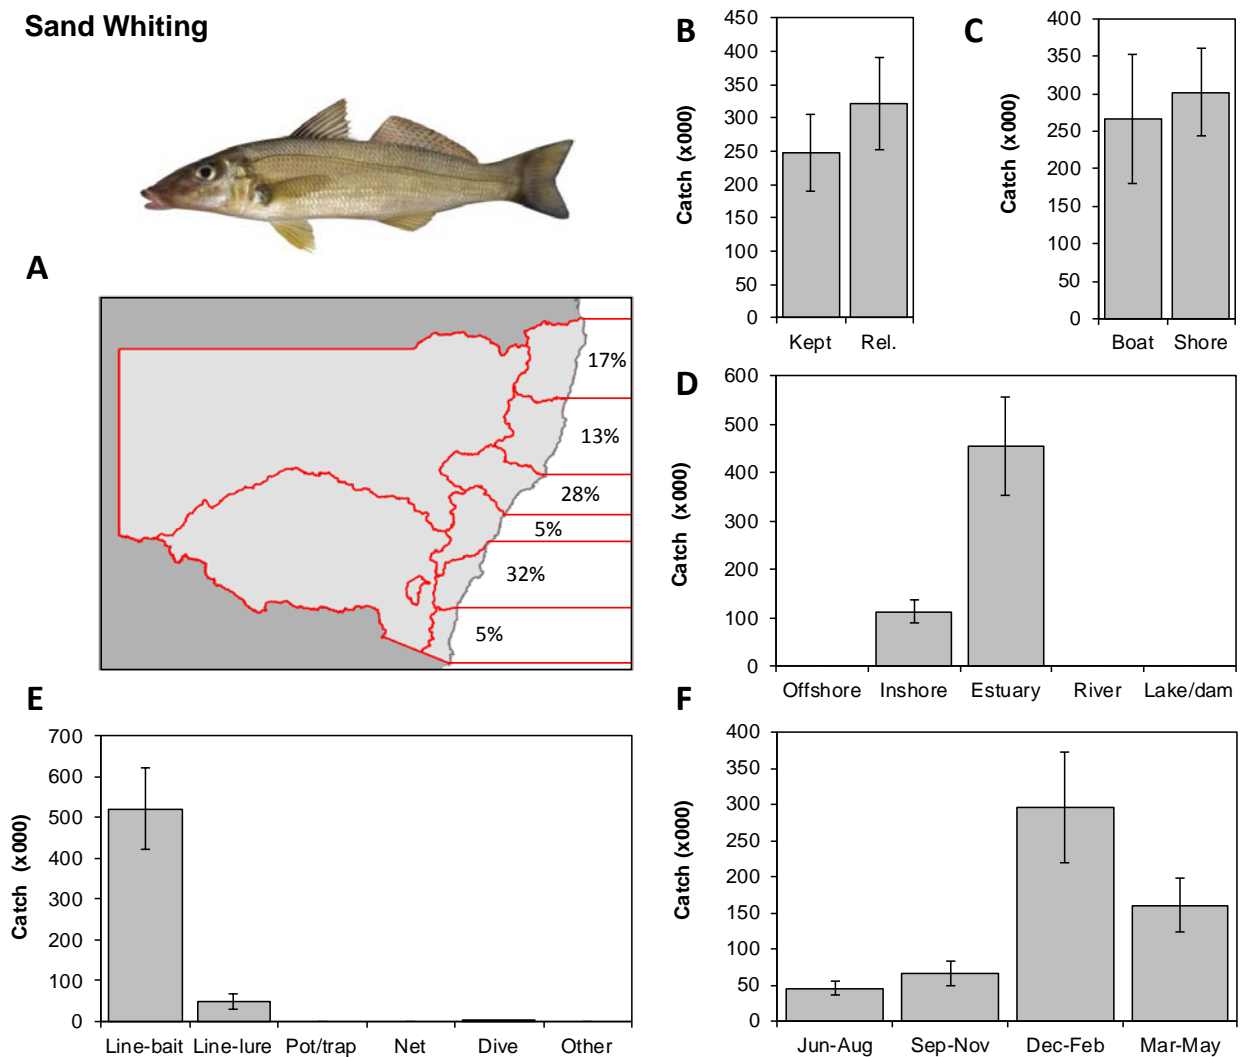 Sand Whiting
A
17%
13%
28%
5%
32%
5%
B
Catch (x000)
450
400
350
300
250
200
150
100
50
0
Kept Rel.
C
Catch (x000)
400
350
300
250
200
150
100
50
0
Boat Shore
D
Catch (x000)
600
500
400
300
200
100
0
Offshore Inshore Estuary River Lake/dam
E
Catch (x000)
700
600
500
400
300
200
100
0
Line-bait Line-lure Pot/trap Net Dive Other
F
Catch (x000)
400
350
300
250
200
150
100
50
0
Jun-Aug Sep-Nov Dec-Feb Mar-May